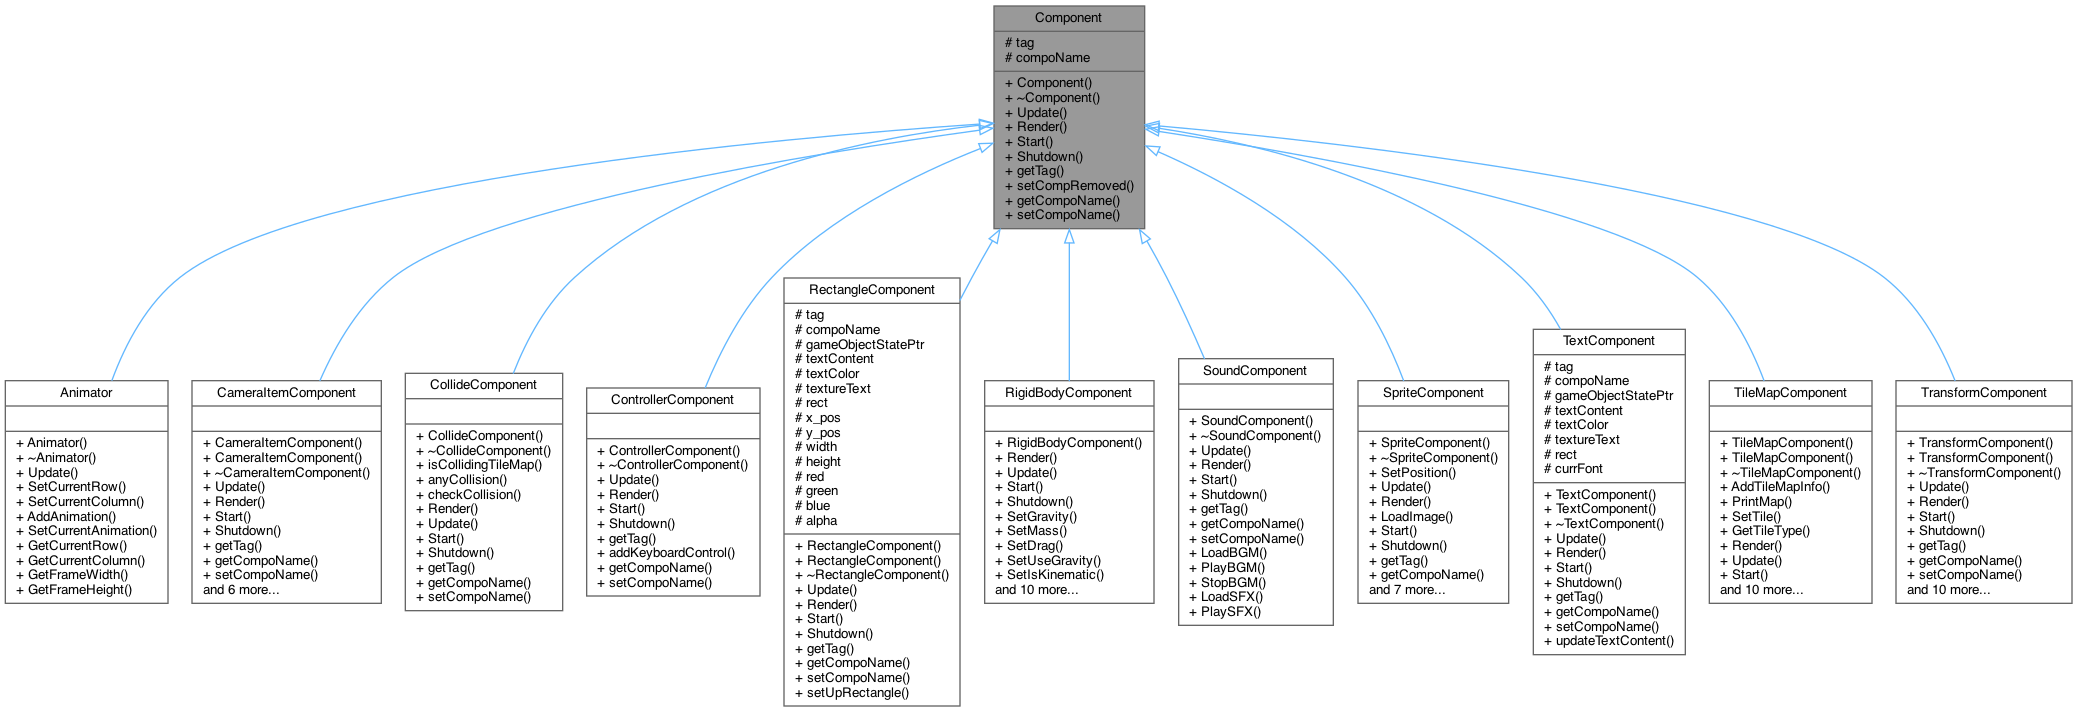 Component
# tag
# compoName
+ Component()
+ ~Component()
+ Update()
+ Render()
+ Start()
+ Shutdown()
+ getTag()
+ setCompRemoved()
+ getCompoName()
+ setCompoName()
Animator
+ Animator()
+ ~Animator()
+ Update()
+ SetCurrentRow()
+ SetCurrentColumn()
+ AddAnimation()
+ SetCurrentAnimation()
+ GetCurrentRow()
+ GetCurrentColumn()
+ GetFrameWidth()
+ GetFrameHeight()
CameraItemComponent
+ CameraItemComponent()
+ CameraItemComponent()
+ ~CameraItemComponent()
+ Update()
+ Render()
+ Start()
+ Shutdown()
+ getTag()
+ getCompoName()
+ setCompoName()
and 6 more...
CollideComponent
+ CollideComponent()
+ ~CollideComponent()
+ isCollidingTileMap()
+ anyCollision()
+ checkCollision()
+ Render()
+ Update()
+ Start()
+ Shutdown()
+ getTag()
+ getCompoName()
+ setCompoName()
ControllerComponent
+ ControllerComponent()
+ ~ControllerComponent()
+ Update()
+ Render()
+ Start()
+ Shutdown()
+ getTag()
+ addKeyboardControl()
+ getCompoName()
+ setCompoName()
RectangleComponent
# tag
# compoName
# gameObjectStatePtr
# textContent
# textColor
# textureText
# rect
# x_pos
# y_pos
# width
# height
# red
# green
# blue
# alpha
+ RectangleComponent()
+ RectangleComponent()
+ ~RectangleComponent()
+ Update()
+ Render()
+ Start()
+ Shutdown()
+ getTag()
+ getCompoName()
+ setCompoName()
+ setUpRectangle()
RigidBodyComponent
+ RigidBodyComponent()
+ Render()
+ Update()
+ Start()
+ Shutdown()
+ SetGravity()
+ SetMass()
+ SetDrag()
+ SetUseGravity()
+ SetIsKinematic()
and 10 more...
SoundComponent
+ SoundComponent()
+ ~SoundComponent()
+ Update()
+ Render()
+ Start()
+ Shutdown()
+ getTag()
+ getCompoName()
+ setCompoName()
+ LoadBGM()
+ PlayBGM()
+ StopBGM()
+ LoadSFX()
+ PlaySFX()
SpriteComponent
+ SpriteComponent()
+ ~SpriteComponent()
+ SetPosition()
+ Update()
+ Render()
+ LoadImage()
+ Start()
+ Shutdown()
+ getTag()
+ getCompoName()
and 7 more...
TextComponent
# tag
# compoName
# gameObjectStatePtr
# textContent
# textColor
# textureText
# rect
# currFont
+ TextComponent()
+ TextComponent()
+ ~TextComponent()
+ Update()
+ Render()
+ Start()
+ Shutdown()
+ getTag()
+ getCompoName()
+ setCompoName()
+ updateTextContent()
TileMapComponent
+ TileMapComponent()
+ TileMapComponent()
+ ~TileMapComponent()
+ AddTileMapInfo()
+ PrintMap()
+ SetTile()
+ GetTileType()
+ Render()
+ Update()
+ Start()
and 10 more...
TransformComponent
+ TransformComponent()
+ TransformComponent()
+ ~TransformComponent()
+ Update()
+ Render()
+ Start()
+ Shutdown()
+ getTag()
+ getCompoName()
+ setCompoName()
and 10 more...